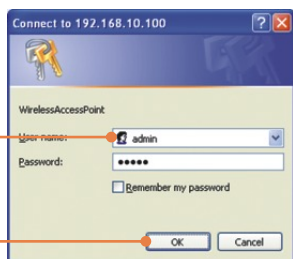 Connect to 192.168.10.100
WirelessAccessPoint
User name:
admin
Password:
•••••
Remember my password
OK
Cancel